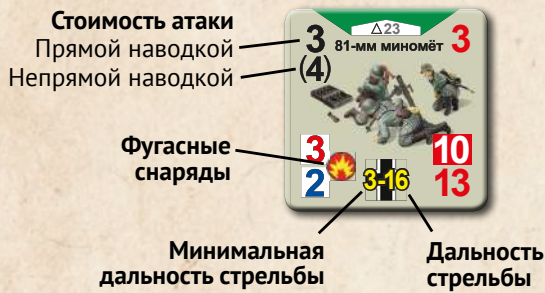 Стоимость атаки
Прямой наводкой
Непрямой наводкой
△23
3
81-мм миномёт
3
(4)
Фугасные
снаряды
3
2
3-16
10
13
Минимальная
дальность стрельбы
Дальность
стрельбы